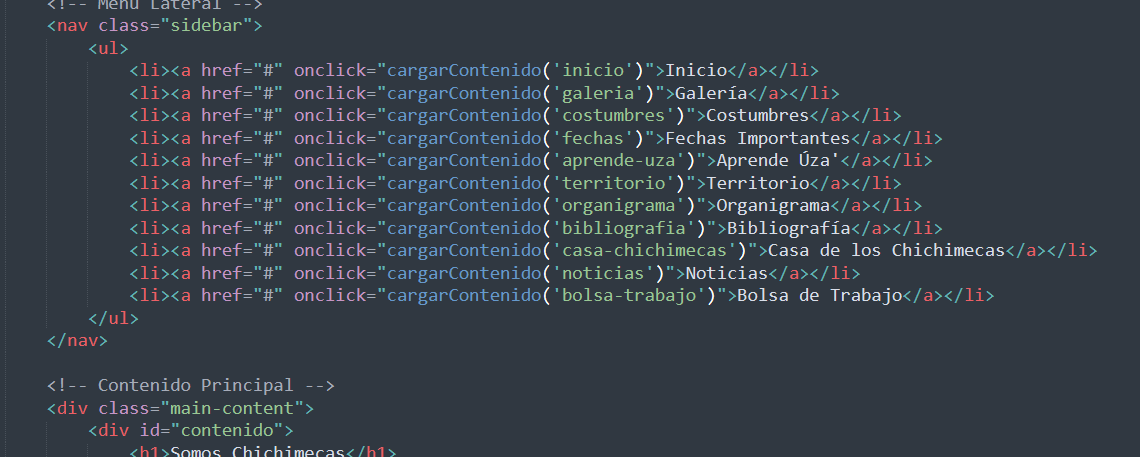 <!-- Menú Lateral -->
<nav class="sidebar">
<ul>
<li><a href="#" onclick="cargarContenido('inicio')">Inicio</a></li>
<li><a href="#" onclick="cargarContenido('galeria')">Galería</a></li>
<li><a href="#" onclick="cargarContenido('costumbres')">Costumbres</a></li>
<li><a href="#" onclick="cargarContenido('fechas')">Fechas Importantes</a></li>
<li><a href="#" onclick="cargarContenido('aprende-uza')">Aprende Úza'</a></li>
<li><a href="#" onclick="cargarContenido('territorio')">Territorio</a></li>
<li><a href="#" onclick="cargarContenido('organigrama')">Organigrama</a></li>
<li><a href="#" onclick="cargarContenido('bibliografia')">Bibliografía</a></li>
<li><a href="#" onclick="cargarContenido('casa-chichimecas')">Casa de los Chichimecas</a></li>
<li><a href="#" onclick="cargarContenido('noticias')">Noticias</a></li>
<li><a href="#" onclick="cargarContenido('bolsa-trabajo')">Bolsa de Trabajo</a></li>
</ul>
</nav>
<!-- Contenido Principal -->
<div class="main-content">
<div id="contenido">
<h1>Somos Chichimecas</h1>